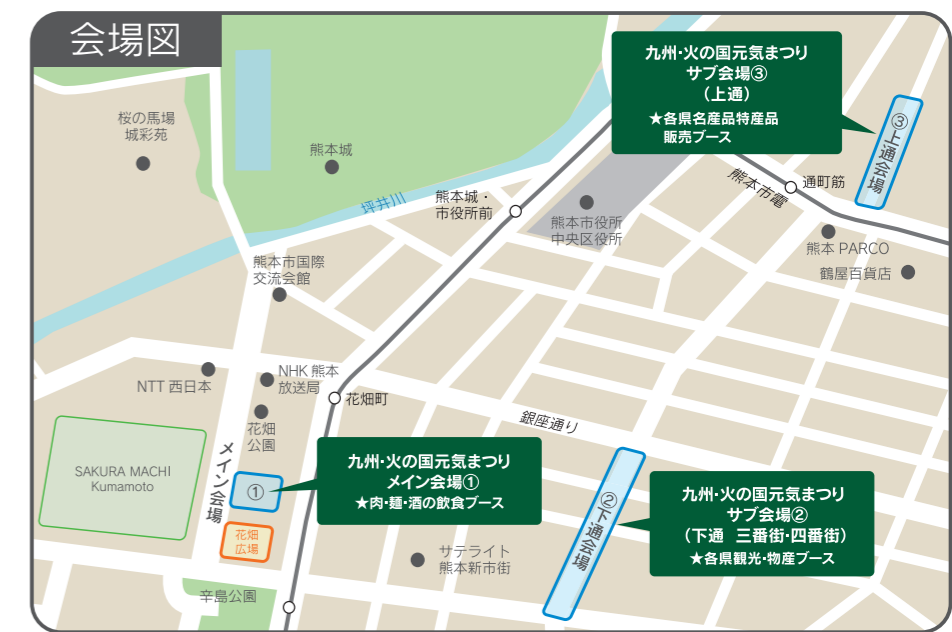 会場図
九州・火の国元気まつり
サブ会場③
（上通）
★各県名産品特産品
販売ブース
桜の馬場
城彩苑
熊本城
③上通会場
坪井川
熊本城・
市役所前
熊本市電
通町筋
熊本市役所
中央区役所
熊本 PARCO
鶴屋百貨店
熊本市国際
交流会館
NTT 西日本
NHK 熊本
放送局
花畑町
花畑
公園
銀座通り
メイン会場
SAKURA MACHI
Kumamoto
①
九州・火の国元気まつり
メイン会場①
★肉・麺・酒の飲食ブース
②下通会場
九州・火の国元気まつり
サブ会場②
（下通　三番街・四番街）
★各県観光・物産ブース
花畑
広場
サテライト
熊本新市街
辛島公園